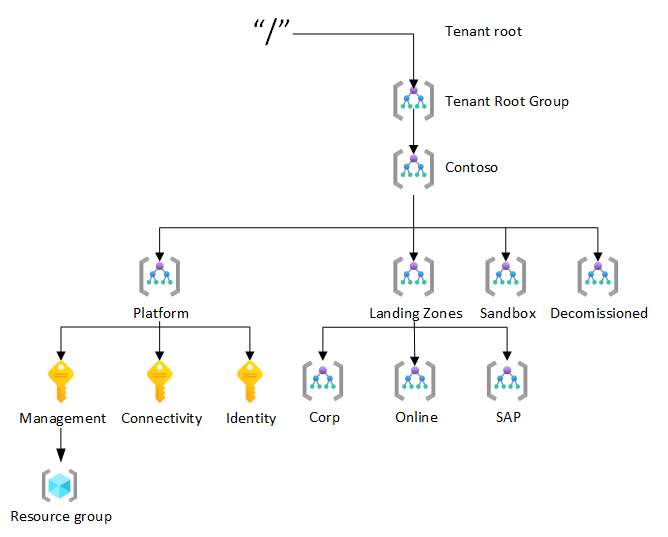 “/”
Tenant root
Tenant Root Group
Contoso
Platform
Landing Zones
Sandbox
Decomissioned
Management
Connectivity
Identity
Corp
Online
SAP
Resource group